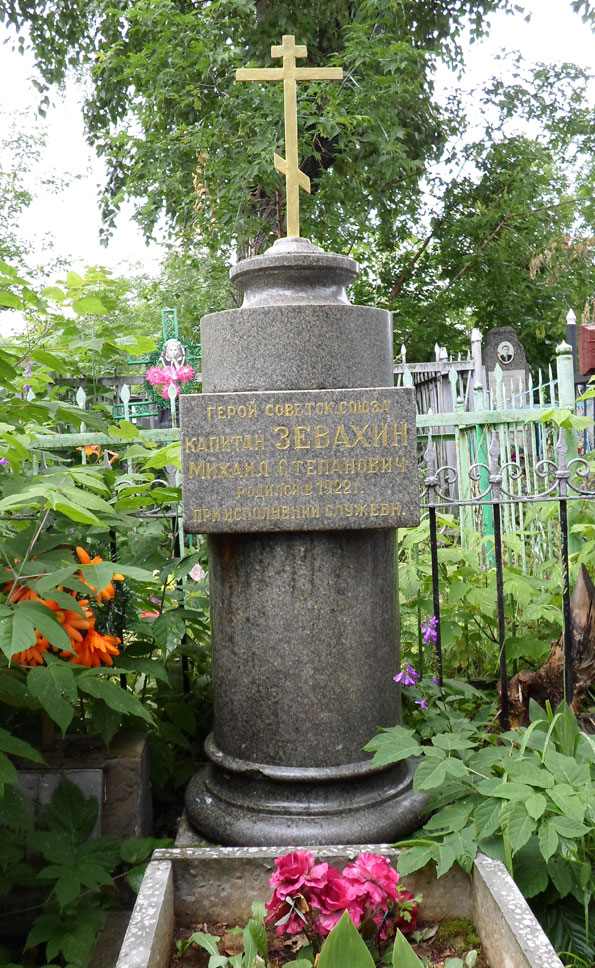 ГЕРОЙ СОВЕТСК. СОЮЗА
КАПИТАН ЗЕВАХИН
МИХАИЛ СТЕПАНОВИЧ
РОДИЛСЯ В 1922 г.
ПРИ ИСПОЛНЕНИИ СЛУЖЕБН.